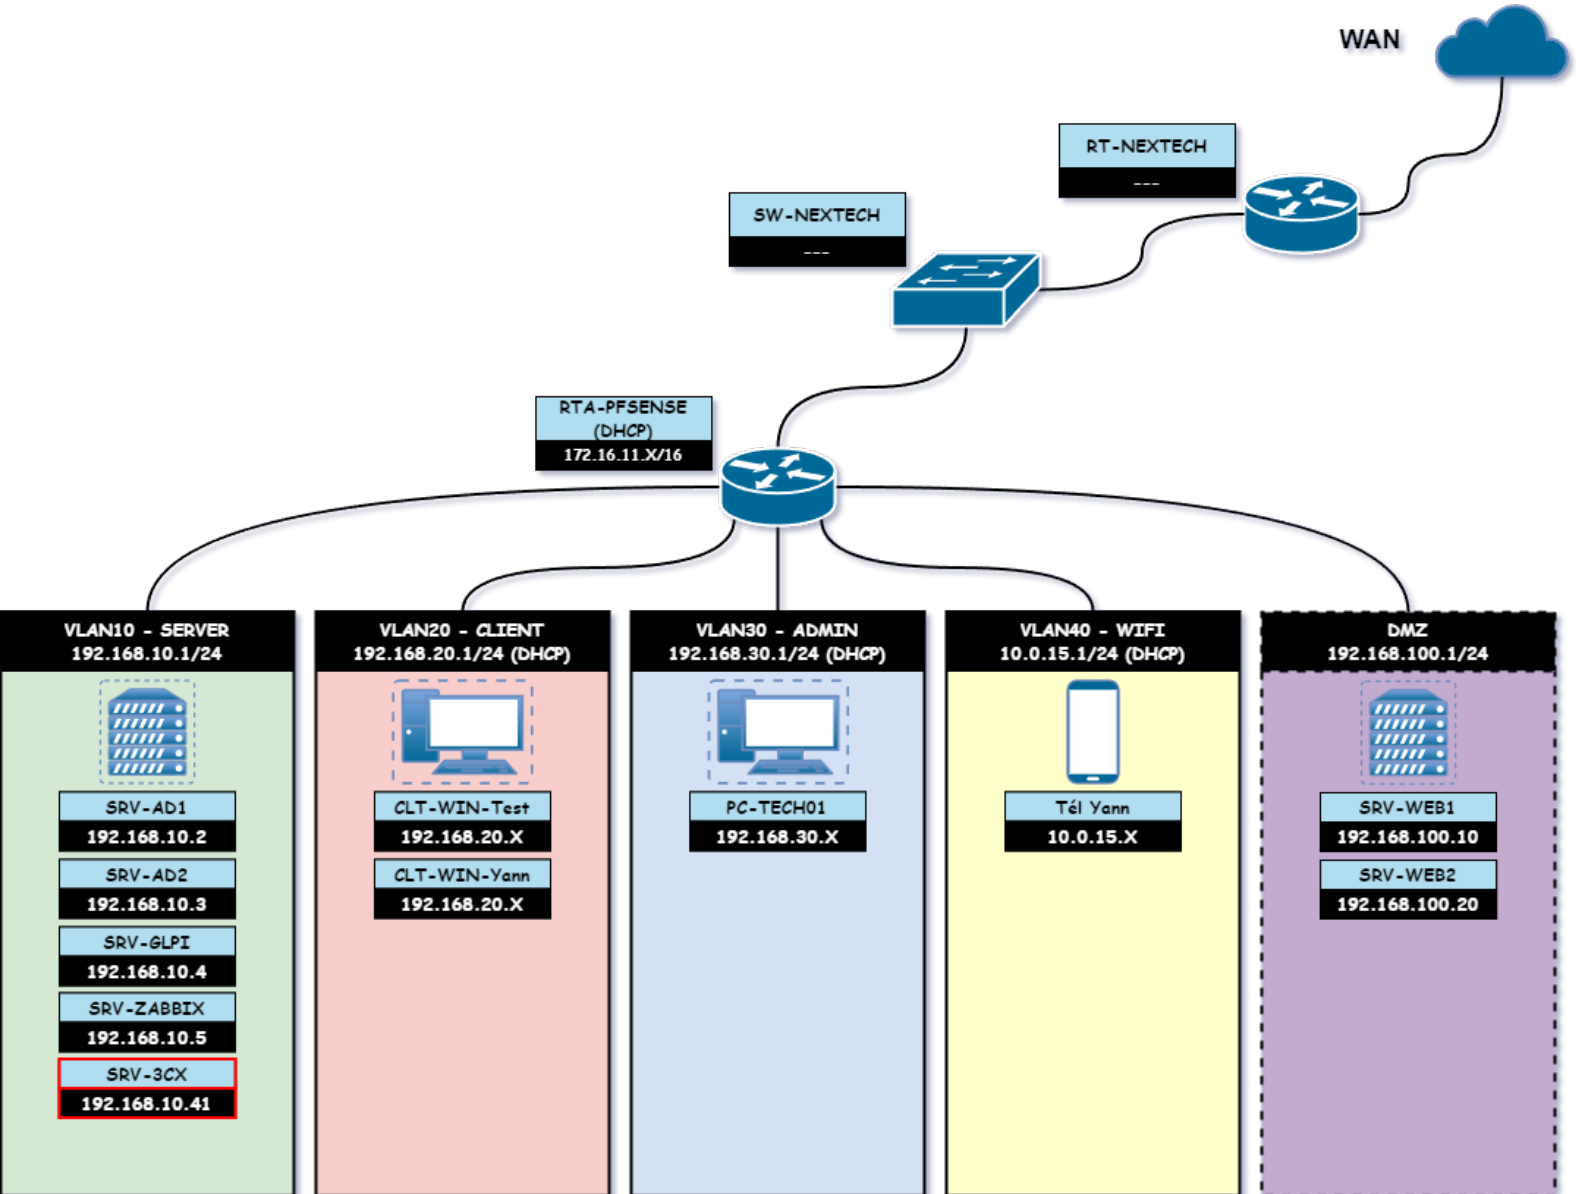 WAN
RT-NEXTECH
---
SW-NEXTECH
---
RTA-PFSENSE
(DHCP)
172.16.11.X/16
VLAN10 - SERVER
192.168.10.1/24
SRV-AD1
192.168.10.2
SRV-AD2
192.168.10.3
SRV-GLPI
192.168.10.4
SRV-ZABBIX
192.168.10.5
SRV-3CX
192.168.10.41
VLAN20 - CLIENT
192.168.20.1/24 (DHCP)
CLT-WIN-Test
192.168.20.X
CLT-WIN-Yann
192.168.20.X
VLAN30 - ADMIN
192.168.30.1/24 (DHCP)
PC-TECH01
192.168.30.X
VLAN40 - WIFI
10.0.15.1/24 (DHCP)
Tél Yann
10.0.15.X
DMZ
192.168.100.1/24
SRV-WEB1
192.168.100.10
SRV-WEB2
192.168.100.20